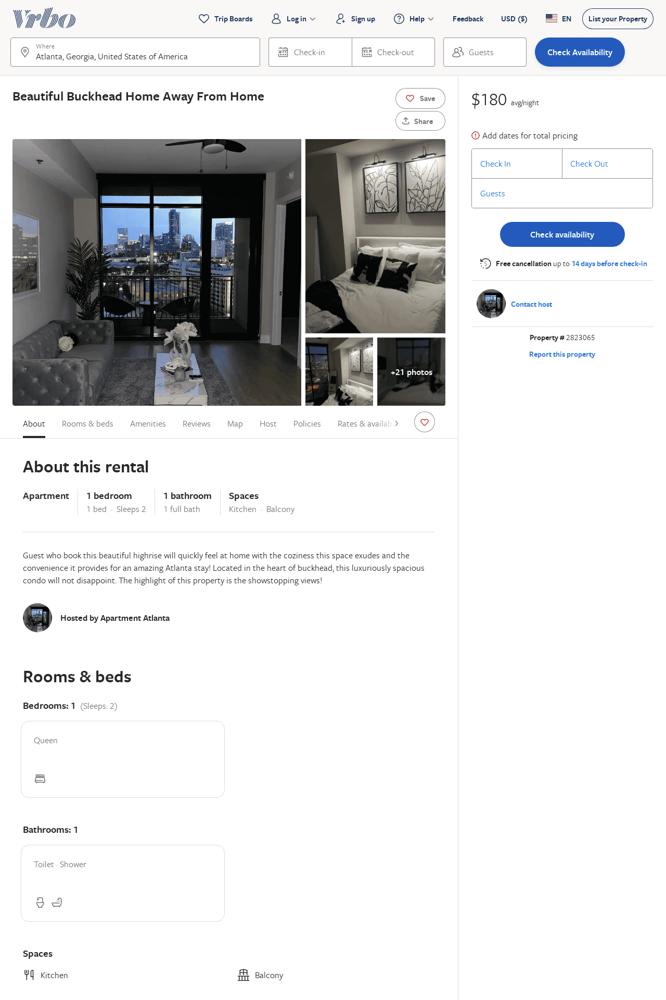 Vrbo
Trip Boards
Log in
Sign up
Help
Feedback
USD ($)
EN
List your Property
Where
Atlanta, Georgia, United States of America
Check-in
Check-out
Guests
Check Availability
Beautiful Buckhead Home Away From Home
Save
Share
+21 photos
$180 avg/night
Add dates for total pricing
Check In
Check Out
Guests
Check availability
Free cancellation up to 14 days before check-in
Contact host
Property # 2823065
Report this property
About
Rooms & beds
Amenities
Reviews
Map
Host
Policies
Rates & availab
About this rental
Apartment
1 bedroom
1 bed · Sleeps 2
1 bathroom
1 full bath
Spaces
Kitchen · Balcony
Guest who book this beautiful highrise will quickly feel at home with the coziness this space exudes and the
convenience it provides for an amazing Atlanta stay! Located in the heart of buckhead, this luxuriously spacious
condo will not disappoint. The highlight of this property is the showstopping views!
Hosted by Apartment Atlanta
Rooms & beds
Bedrooms: 1 (Sleeps: 2)
Queen
Bathrooms: 1
Toilet · Shower
Spaces
Kitchen
Balcony